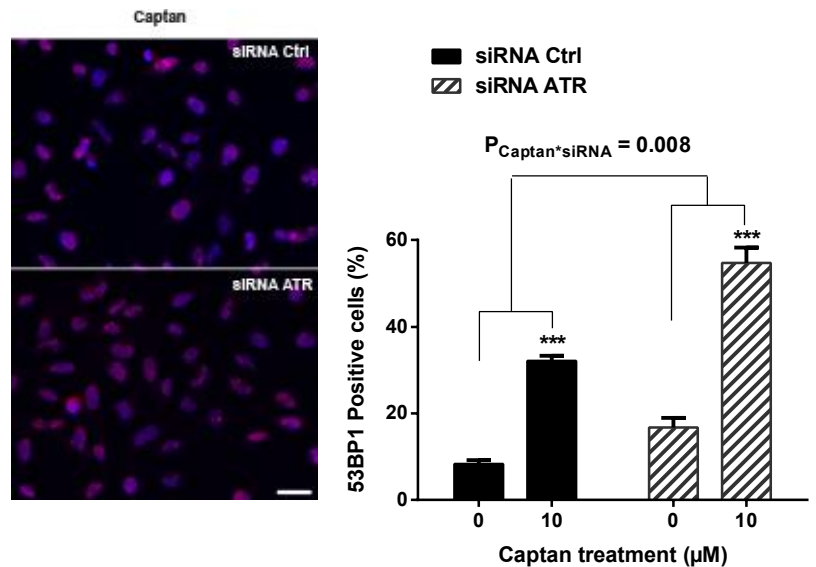 Captan
siRNA Ctrl
siRNA ATR
siRNA Ctrl
siRNA ATR
PCaptan*siRNA = 0.008
53BP1 Positive cells (%)
60
40
20
0
***
***
0 10 0 10
Captan treatment (µM)